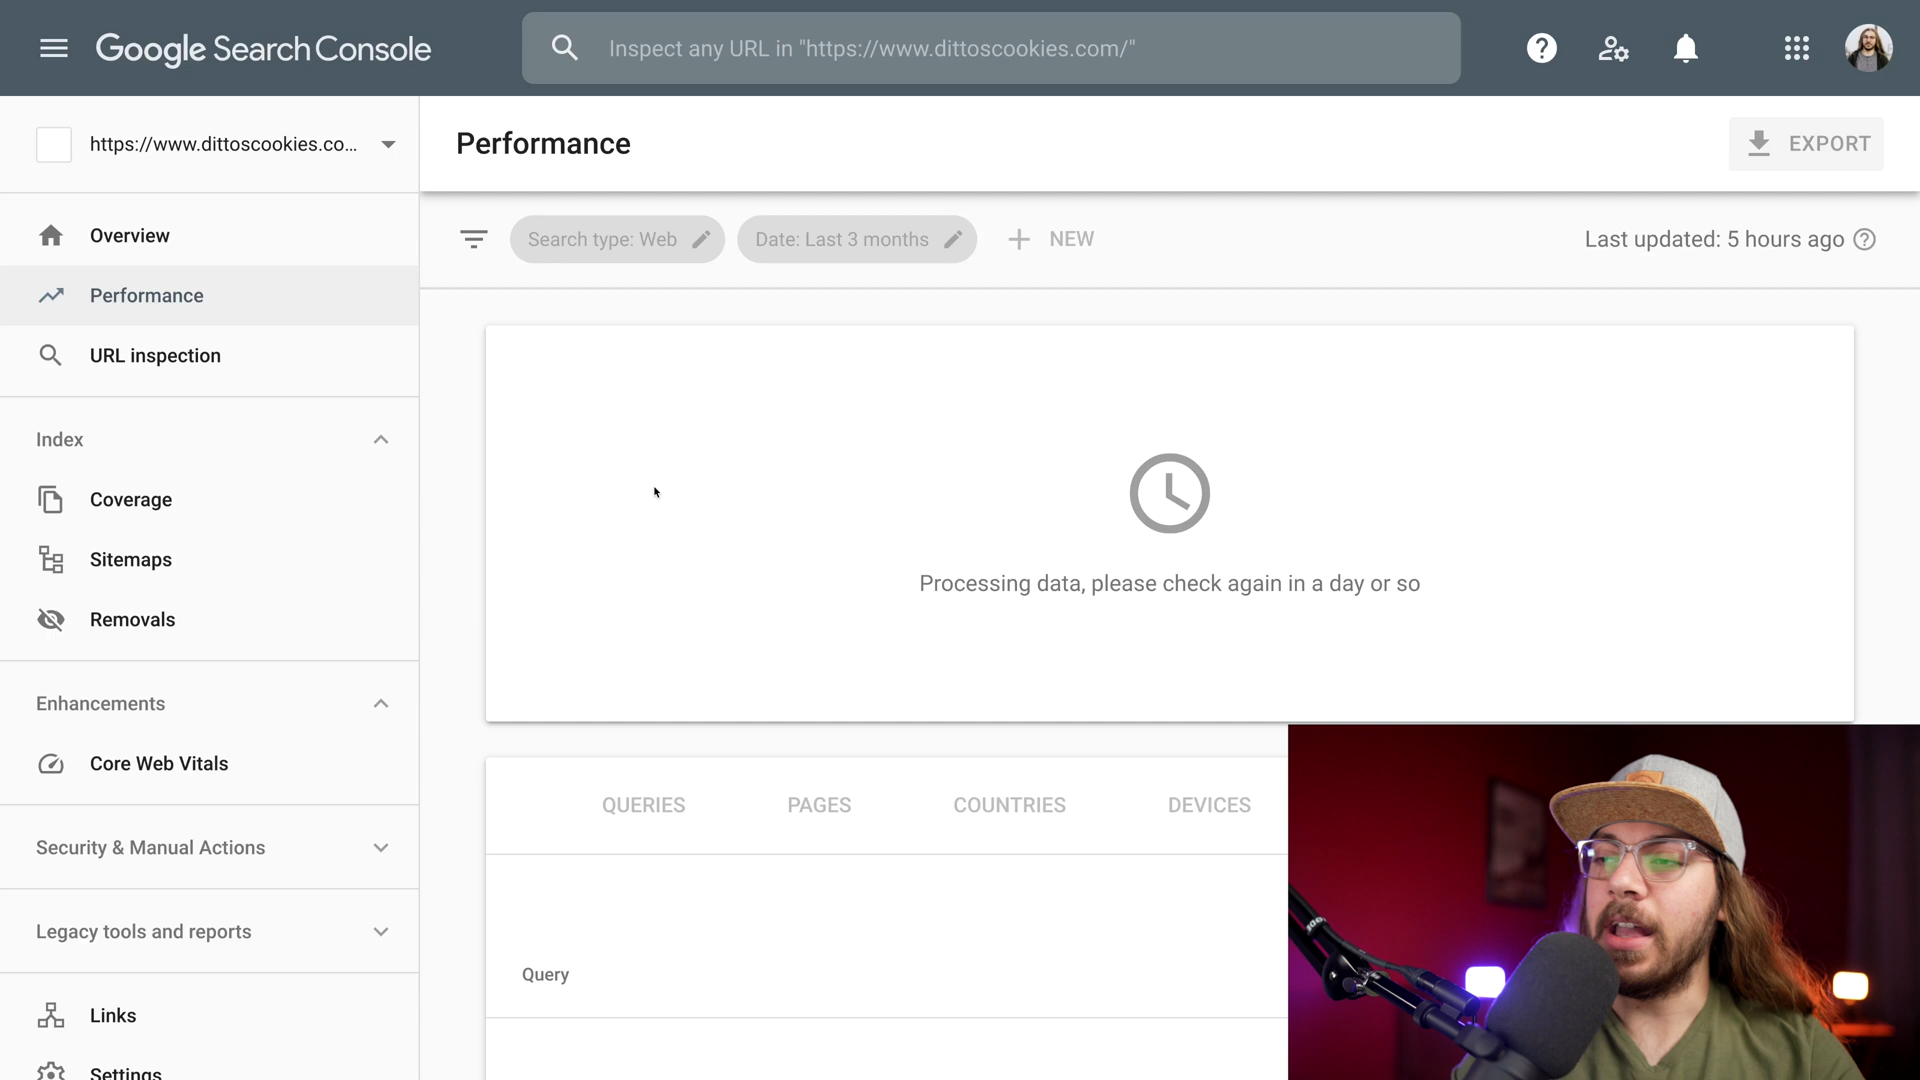 Google Search Console
Inspect any URL in "https://www.dittoscookies.com/"
https://www.dittoscookies.co...
Performance
EXPORT
Overview
Search type: Web
Date: Last 3 months
NEW
Last updated: 5 hours ago
Performance
URL inspection
Index
Coverage
Sitemaps
Removals
Processing data, please check again in a day or so
Enhancements
Core Web Vitals
QUERIES
PAGES
COUNTRIES
DEVICES
Security & Manual Actions
Legacy tools and reports
Query
Links
Settings